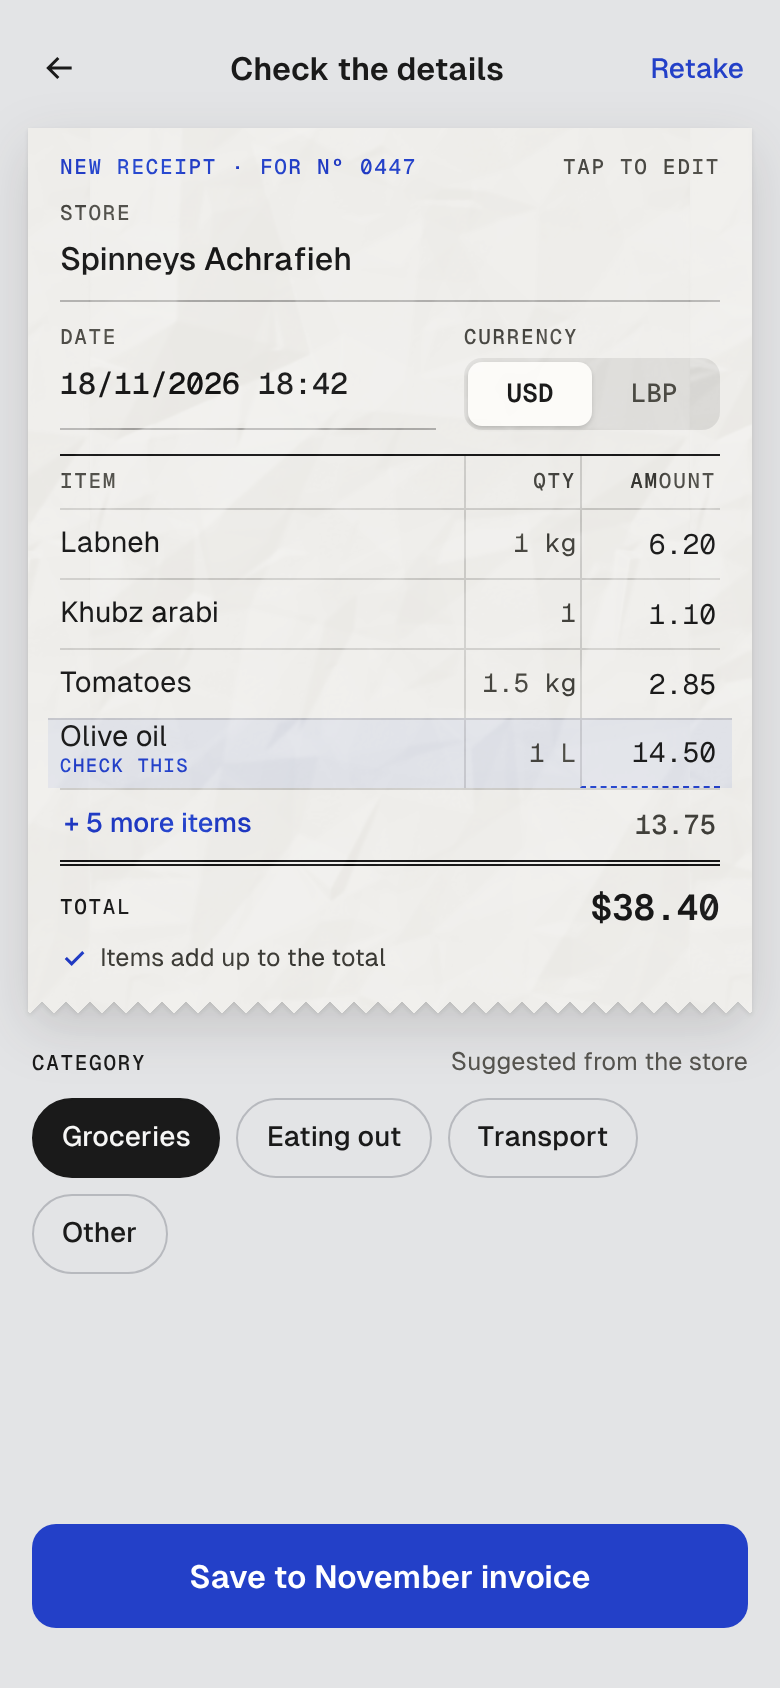 Check the details
Retake
NEW RECEIPT · FOR Nº 0447
TAP TO EDIT
STORE
Spinneys Achrafieh
DATE
CURRENCY
18/11/2026 18:42
USD
LBP
ITEM QTY AMOUNT
Labneh 1 kg 6.20
Khubz arabi 1 1.10
Tomatoes 1.5 kg 2.85
Olive oil 1 L 14.50
CHECK THIS
+ 5 more items 13.75
TOTAL $38.40
Items add up to the total
CATEGORY
Suggested from the store
Groceries
Eating out
Transport
Other
Save to November invoice